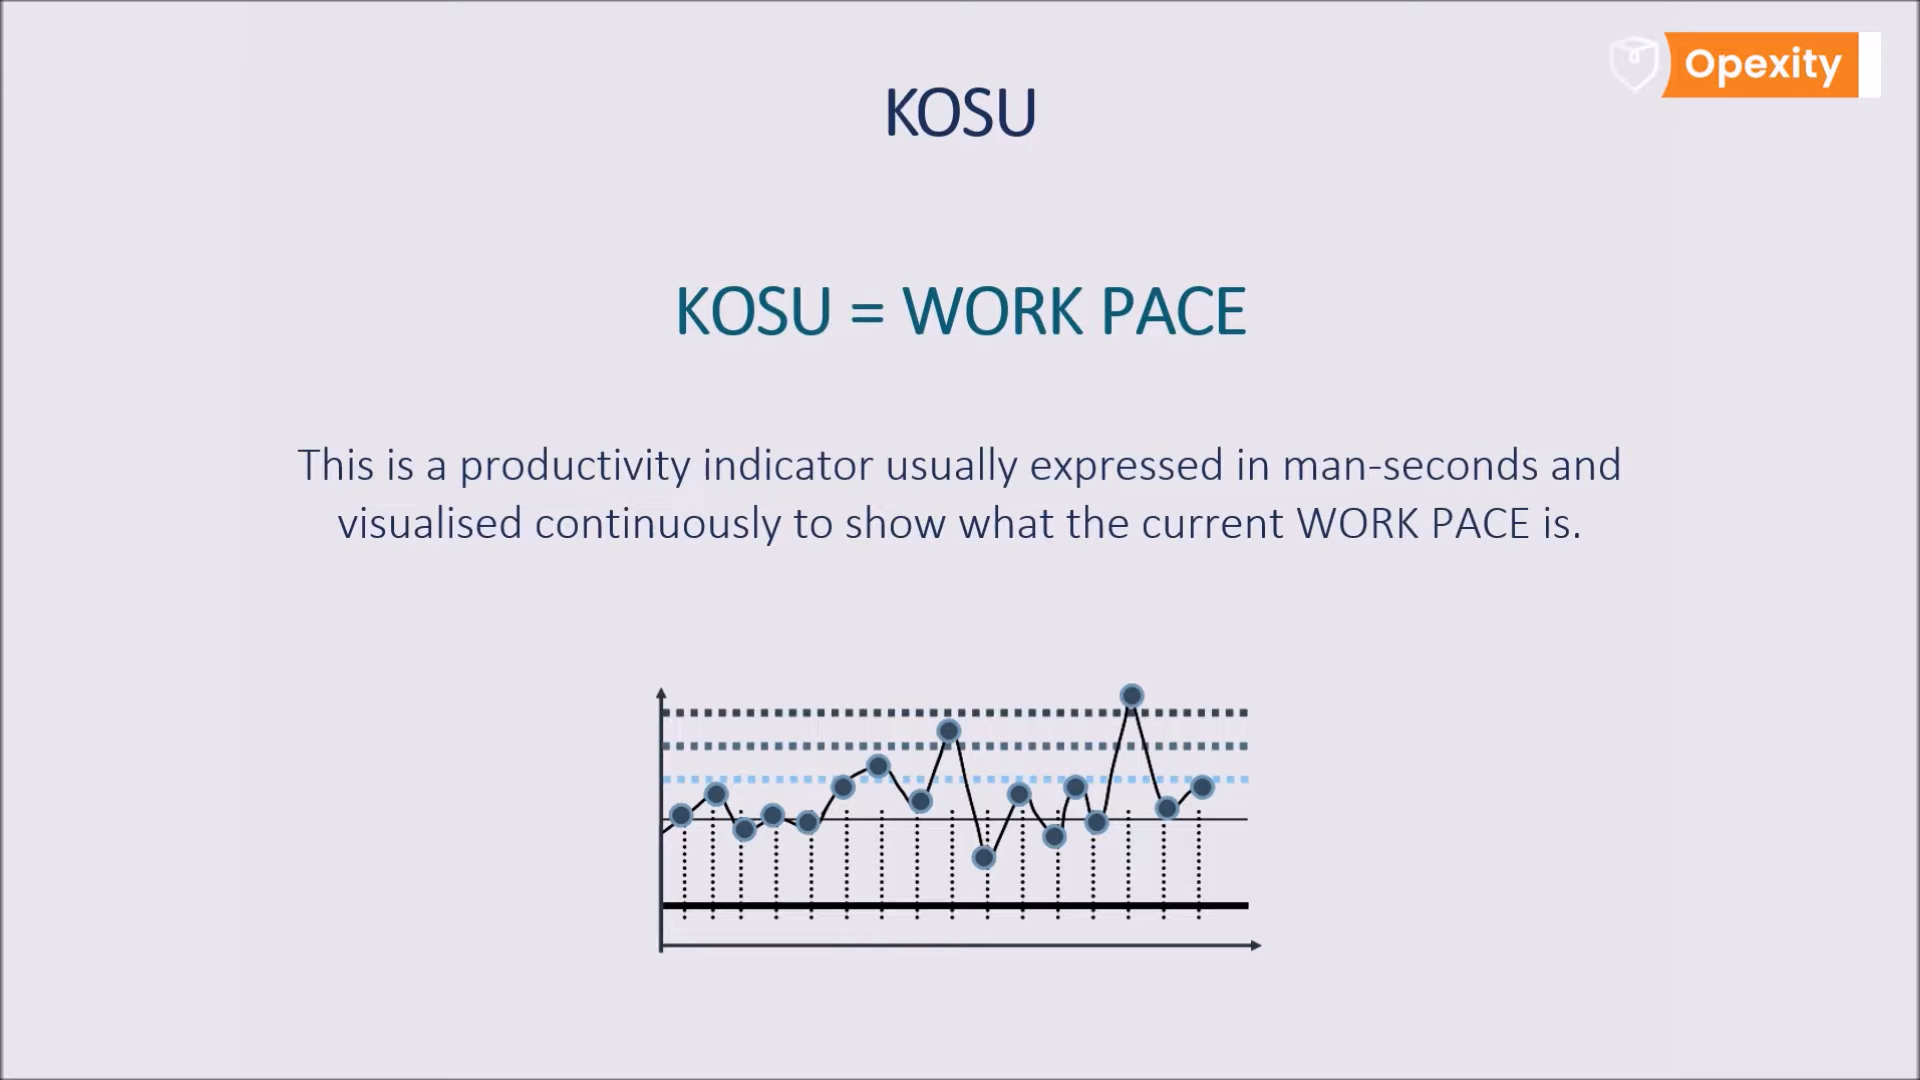 Opexity
KOSU
KOSU = WORK PACE
This is a productivity indicator usually expressed in man-seconds and
visualised continuously to show what the current WORK PACE is.